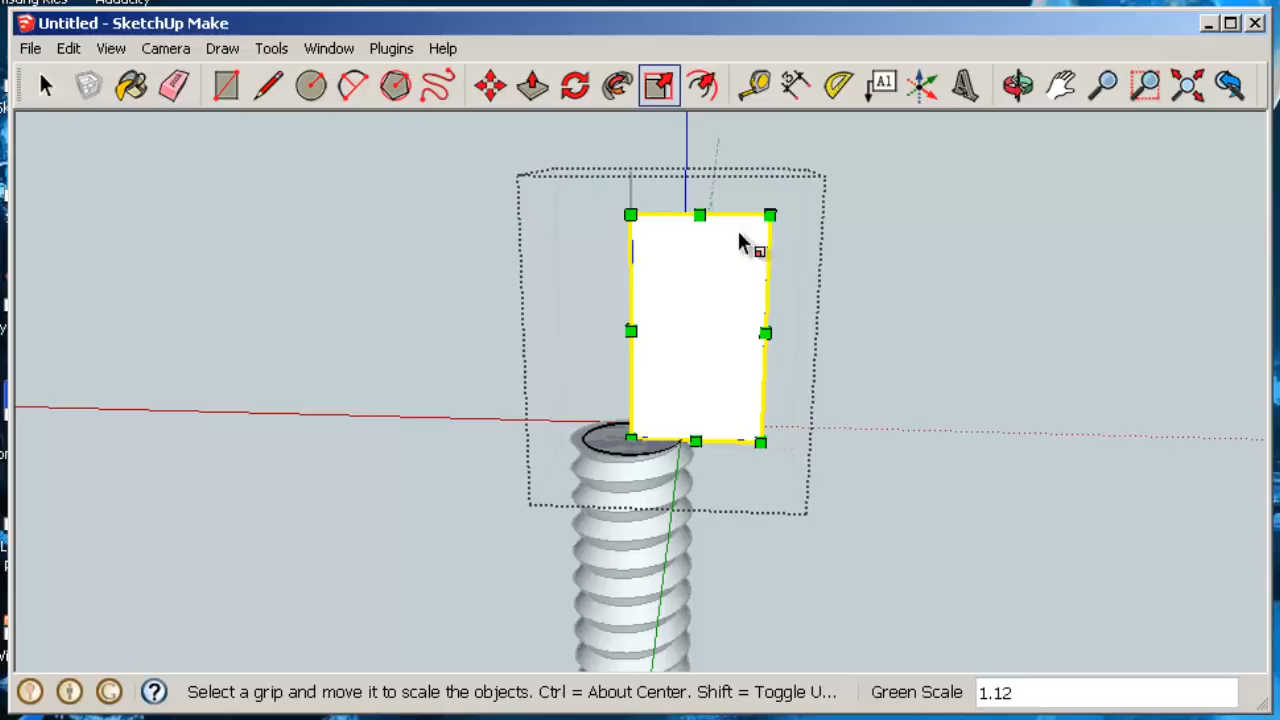 Untitled - SketchUp Make
File Edit View Camera Draw Tools Window Plugins Help
A1
Select a grip and move it to scale the objects. Ctrl = About Center. Shift = Toggle U... Green Scale 1.12